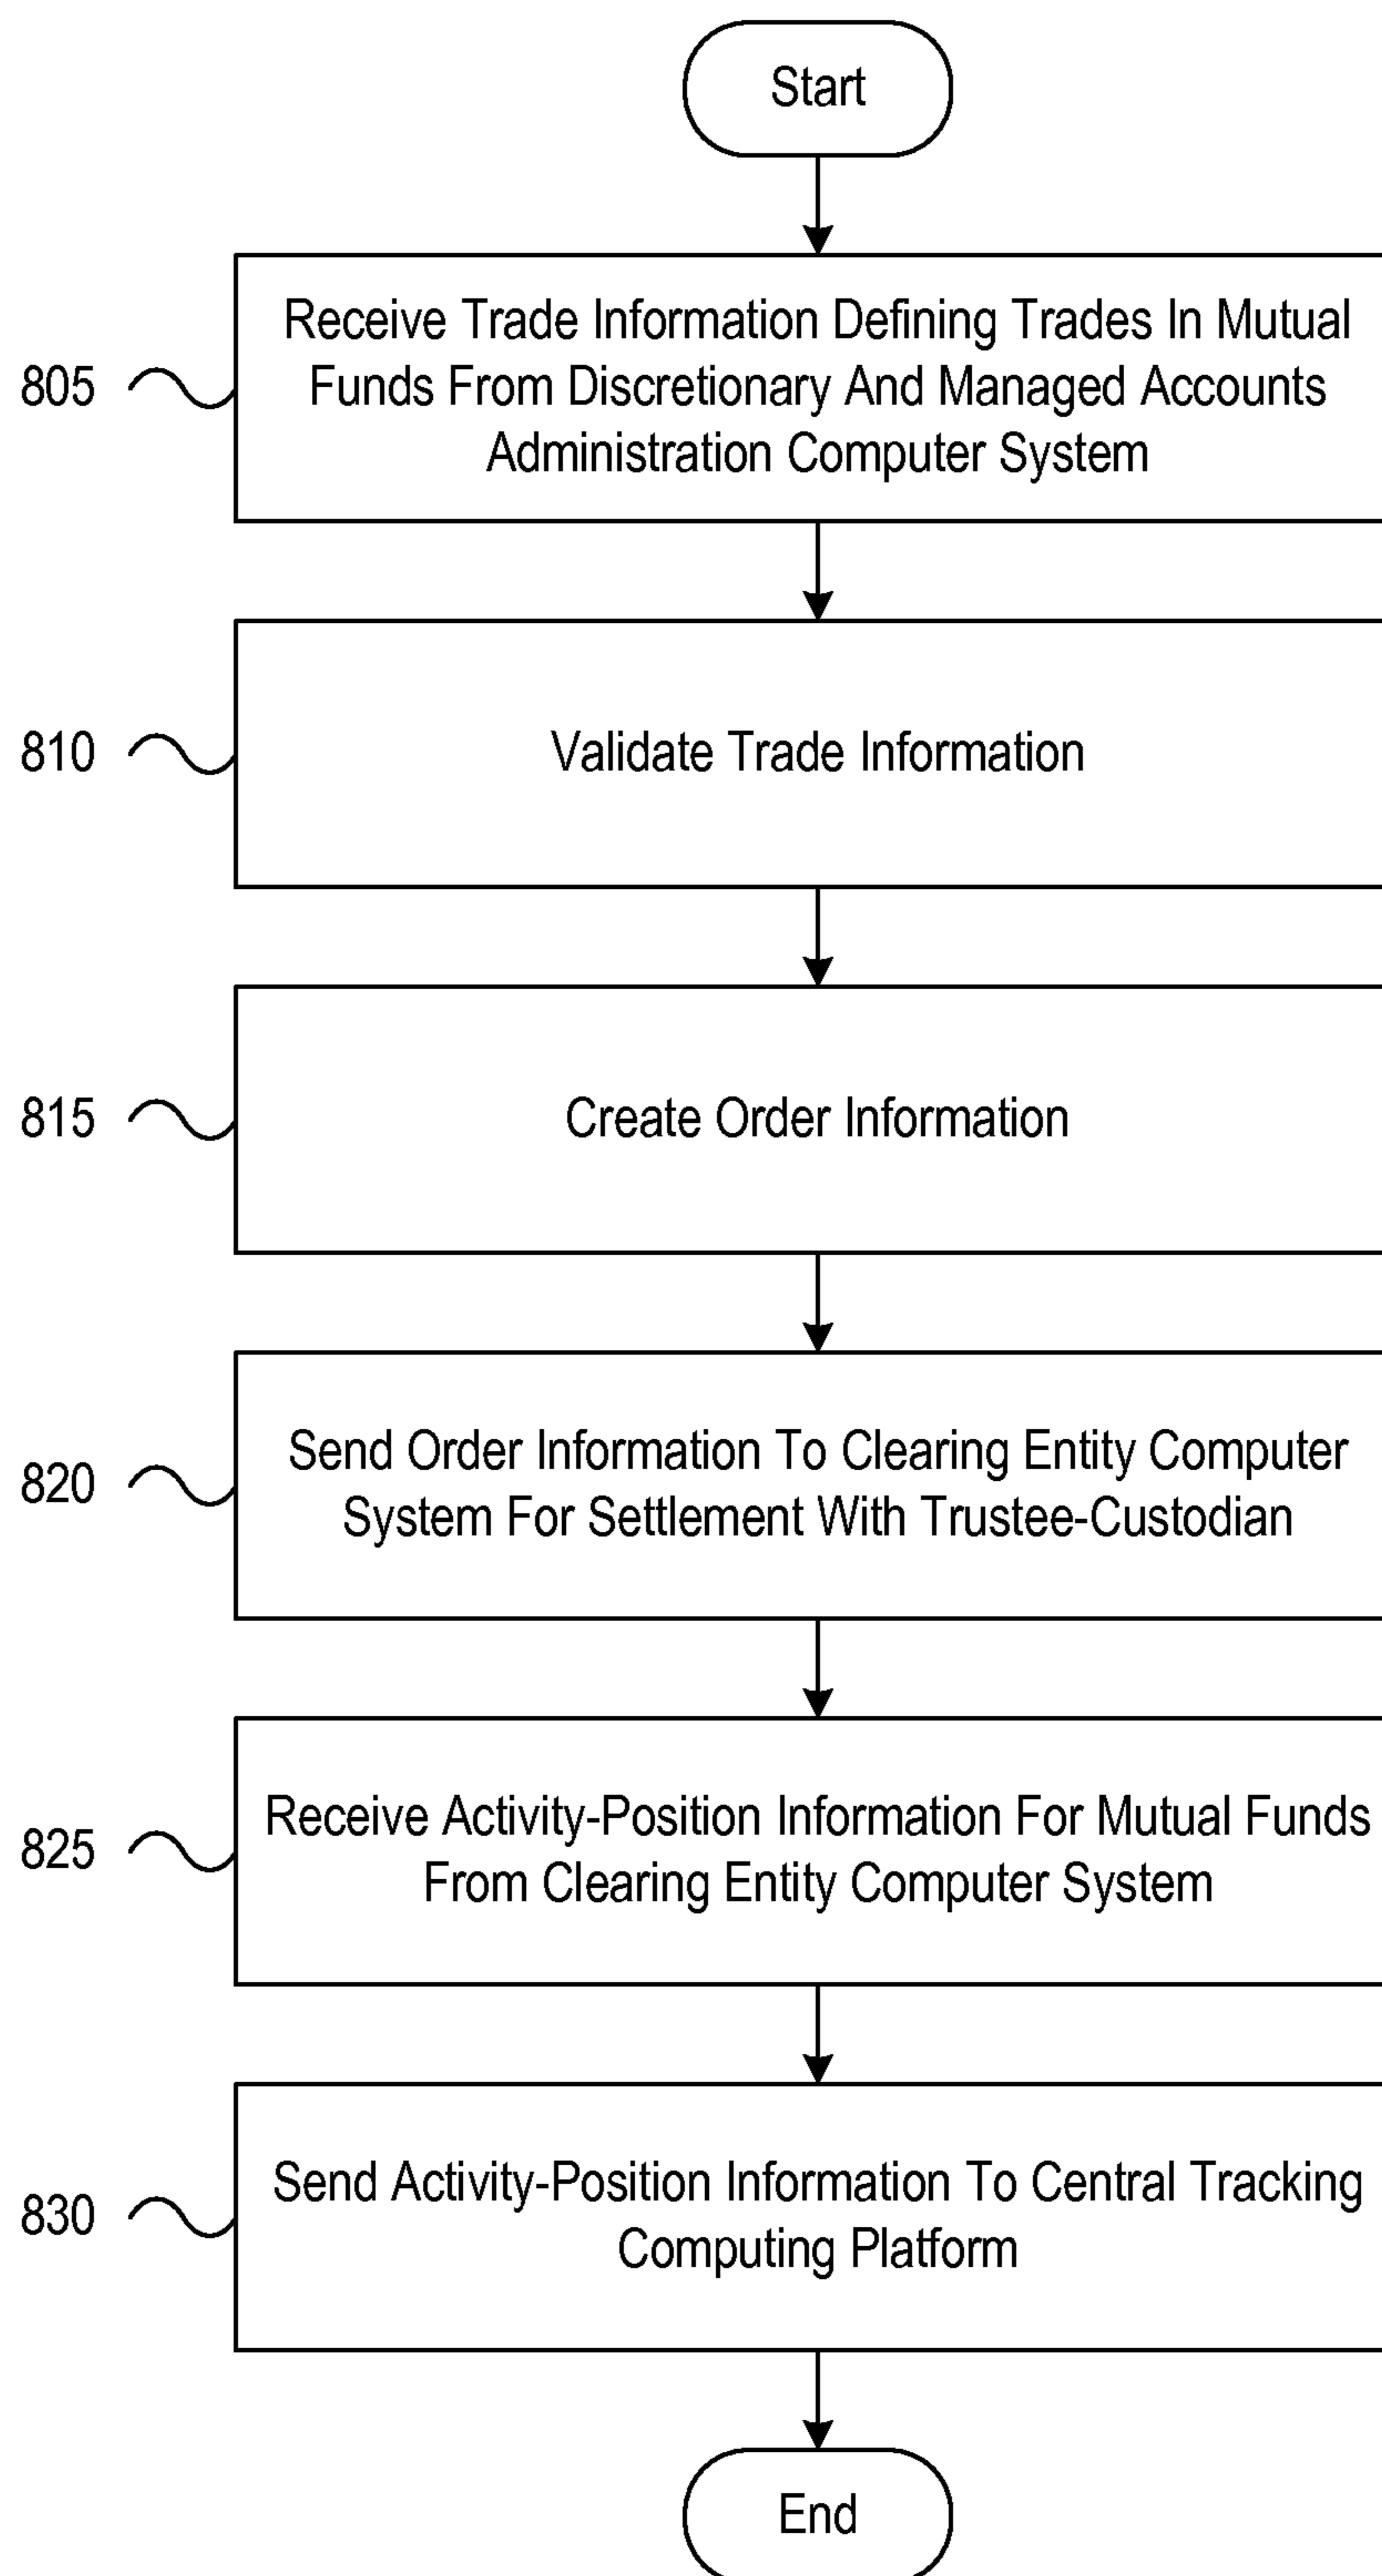 Start
Receive Trade Information Defining Trades In Mutual
Funds From Discretionary And Managed Accounts
Administration Computer System
805
Validate Trade Information
810
Create Order Information
815
Send Order Information To Clearing Entity Computer
System For Settlement With Trustee-Custodian
820
Receive Activity-Position Information For Mutual Funds
From Clearing Entity Computer System
825
Send Activity-Position Information To Central Tracking
Computing Platform
830
End